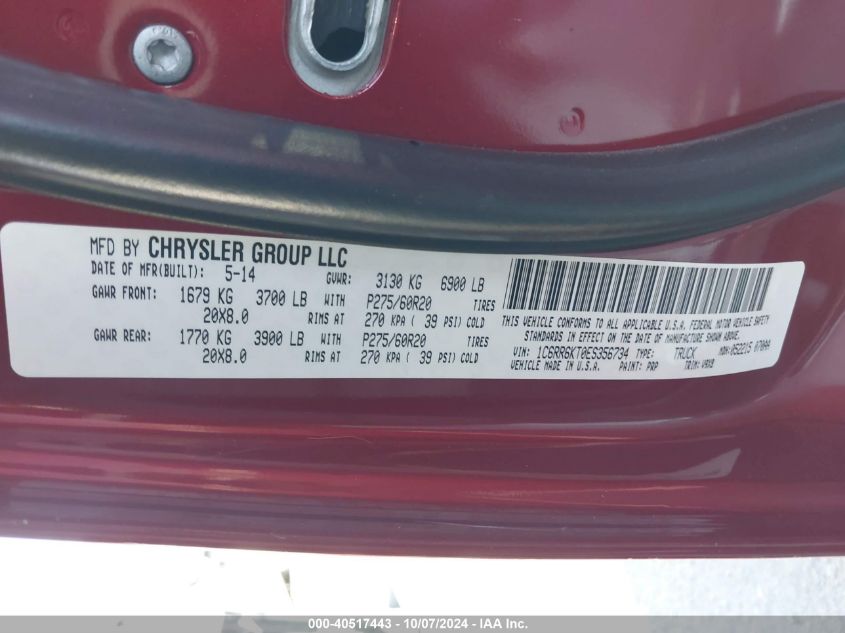 MFD BY CHRYSLER GROUP LLC
DATE OF MFR(BUILT): 5-14 GVWR: 3130 KG 6900 LB
GAWR FRONT: 1679 KG 3700 LB WITH P275/60R20 TIRES
20X8.0 RIMS AT 270 KPA ( 39 PSI) COLD
GAWR REAR: 1770 KG 3900 LB WITH P275/60R20 TIRES
20X8.0 RIMS AT 270 KPA ( 39 PSI) COLD
THIS VEHICLE CONFORMS TO ALL APPLICABLE U.S.A. FEDERAL MOTOR VEHICLE SAFETY
STANDARDS IN EFFECT ON THE DATE OF MANUFACTURE SHOWN ABOVE.
VIN: 1C6RR6KT0ES356734 TYPE: TRUCK MDH: 052215
VEHICLE MADE IN U.S.A. PAINT: PRP TRIM:
000-40517443 - 10/07/2024 - IAA Inc.